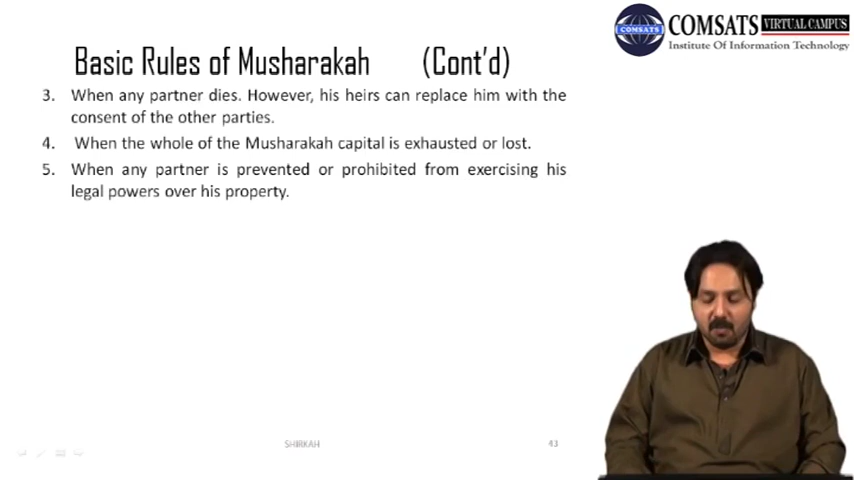 COMSATS
COMSATS VIRTUAL CAMPUS
Institute Of Information Technology
Basic Rules of Musharakah (Cont'd)
3. When any partner dies. However, his heirs can replace him with the
consent of the other parties.
4. When the whole of the Musharakah capital is exhausted or lost.
5. When any partner is prevented or prohibited from exercising his
legal powers over his property.
SHIRKAH
43